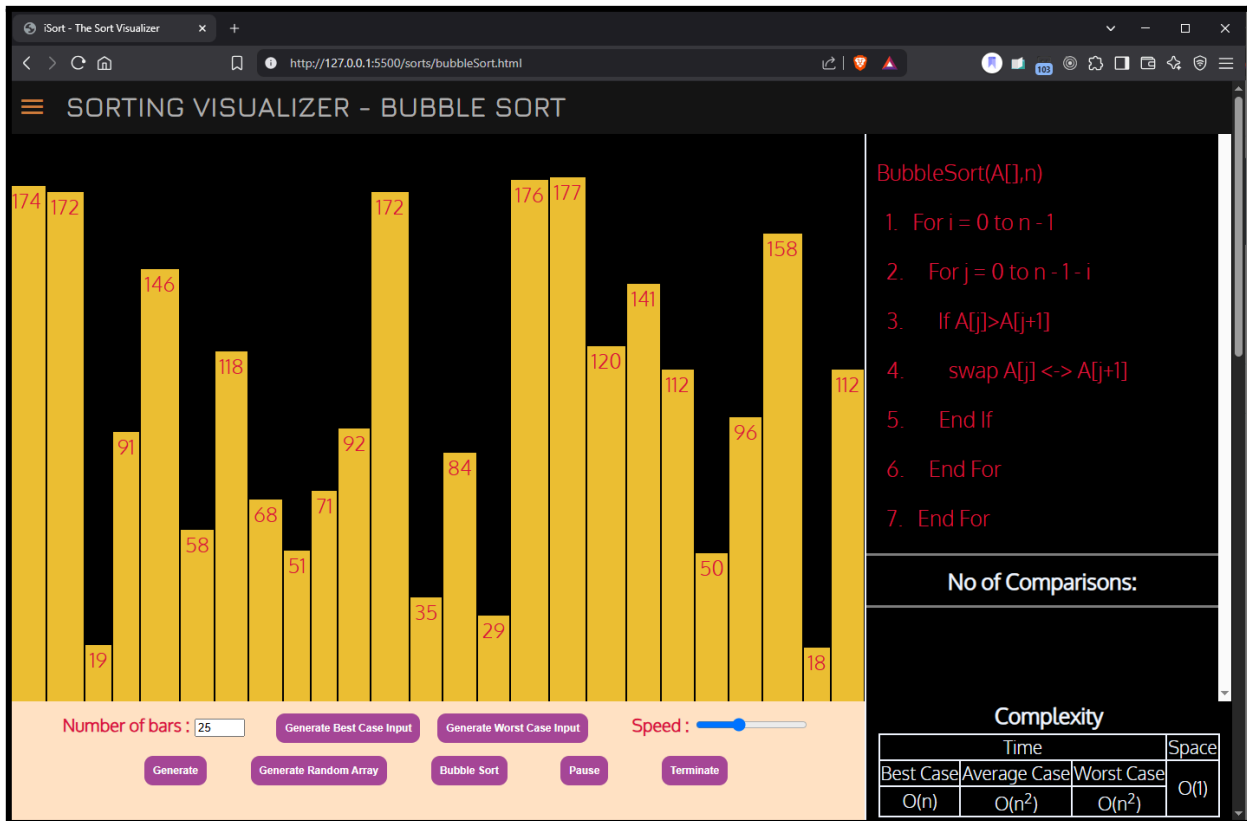 iSort - The Sort Visualizer
http://127.0.0.1:5500/sorts/bubbleSort.html
103
SORTING VISUALIZER - BUBBLE SORT
174 172 19 91 146 58 118 68 51 71 92 172 35 84 29 176 177 120 141 112 50 96 158 18 112
BubbleSort(A[],n)
1. For i = 0 to n - 1
2. For j = 0 to n - 1 - i
3. If A[j]>A[j+1]
4. swap A[j] <-> A[j+1]
5. End If
6. End For
7. End For
No of Comparisons:
Number of bars : 25 Generate Best Case Input Generate Worst Case Input Speed :
Generate Generate Random Array Bubble Sort Pause Terminate
Complexity
Time Space
Best Case Average Case Worst Case
O(n) O(n²) O(n²) O(1)